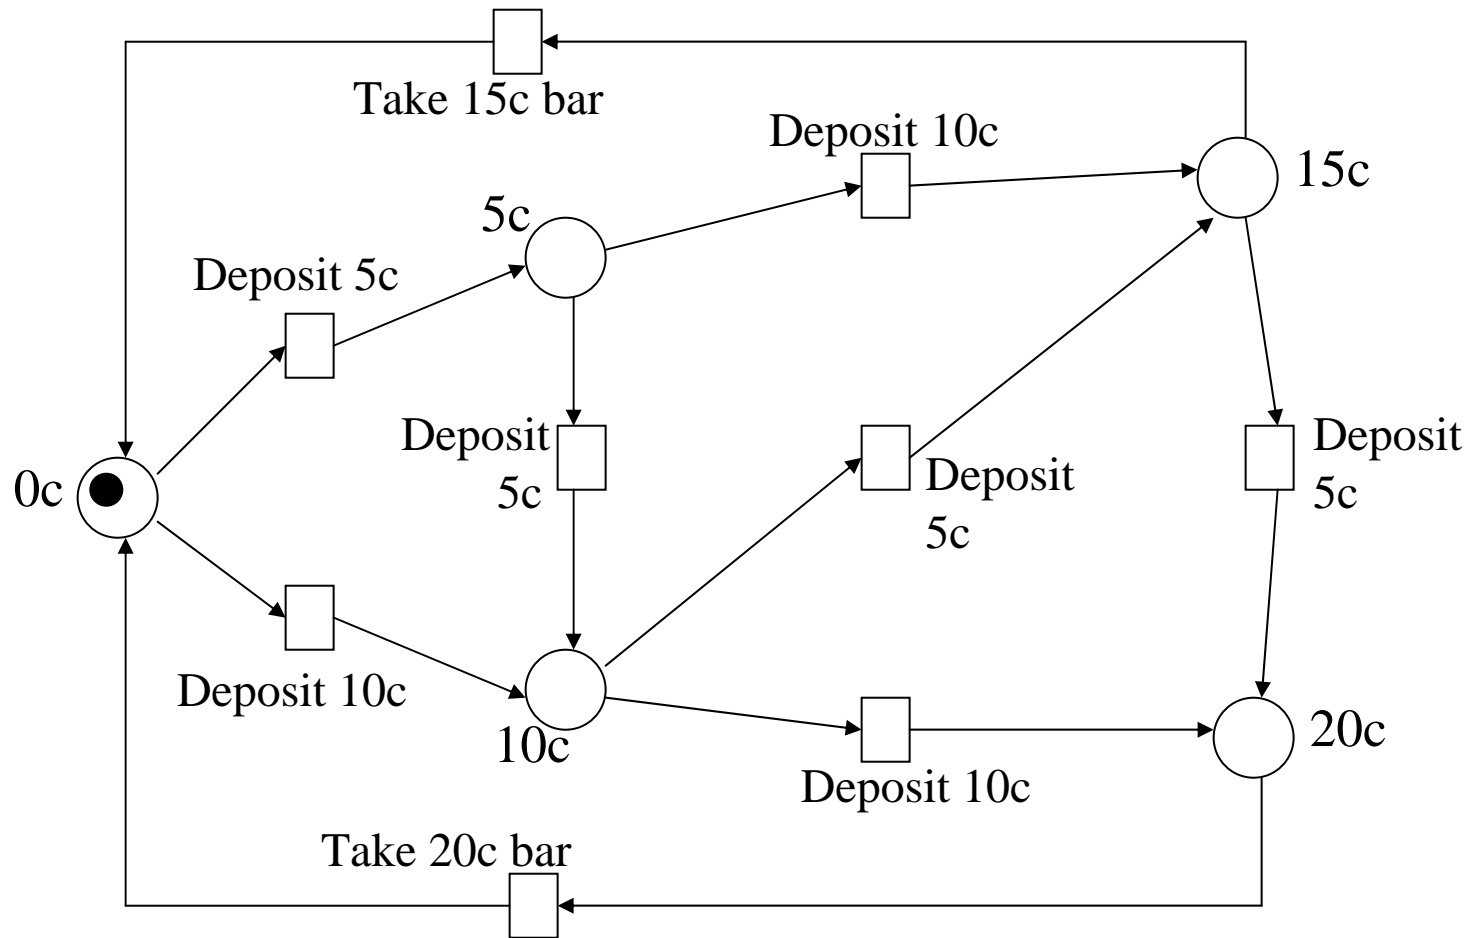 Take 15c bar
Deposit 10c
15c
5c
Deposit 5c
Deposit
5c
Deposit
5c
Deposit
5c
0c
Deposit 10c
10c
20c
Deposit 10c
Take 20c bar